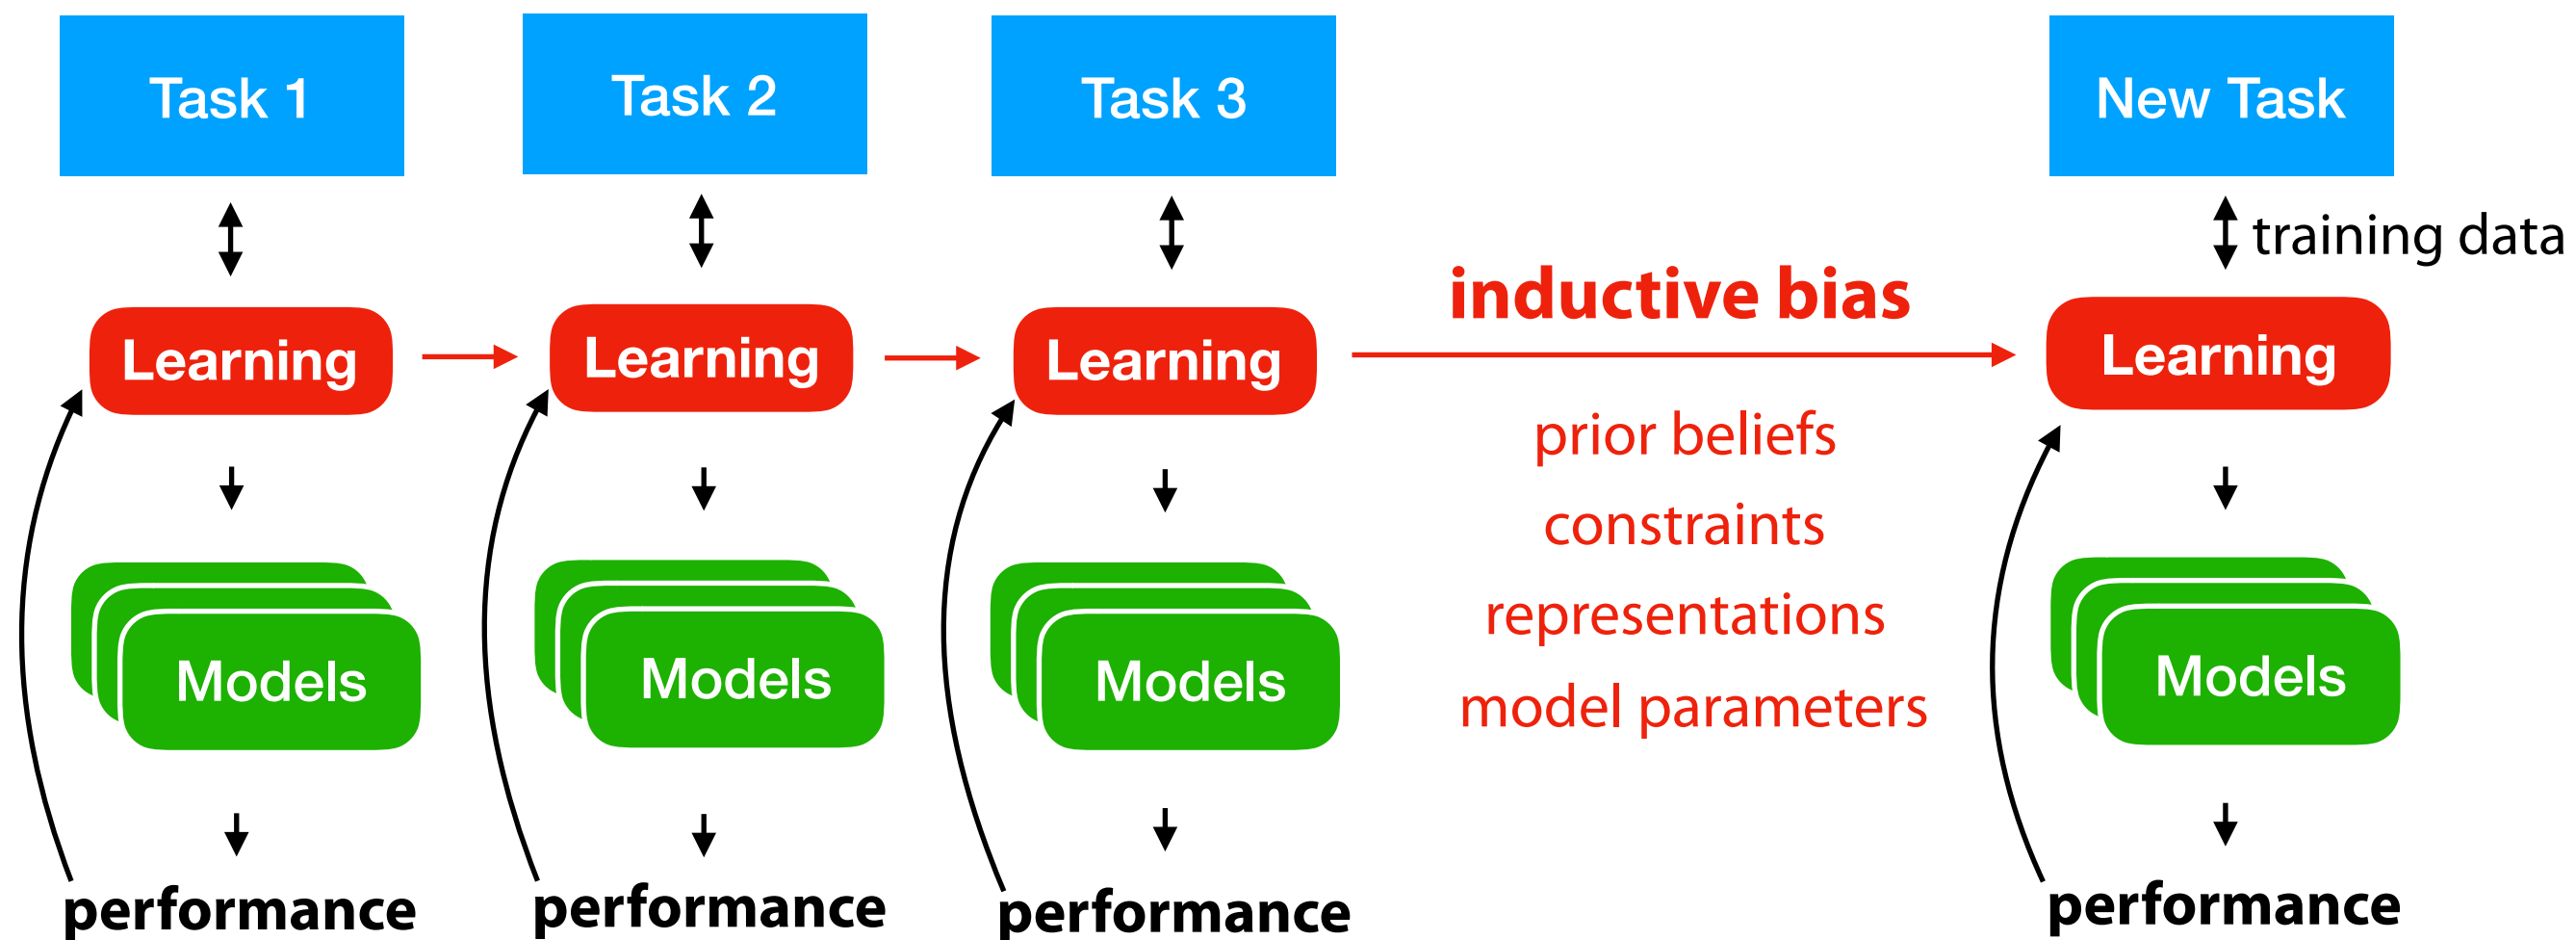 Task 1
Task 2
Task 3
New Task
training data
inductive bias
Learning
Learning
Learning
Learning
prior beliefs
constraints
representations
model parameters
Models
Models
Models
Models
performance
performance
performance
performance